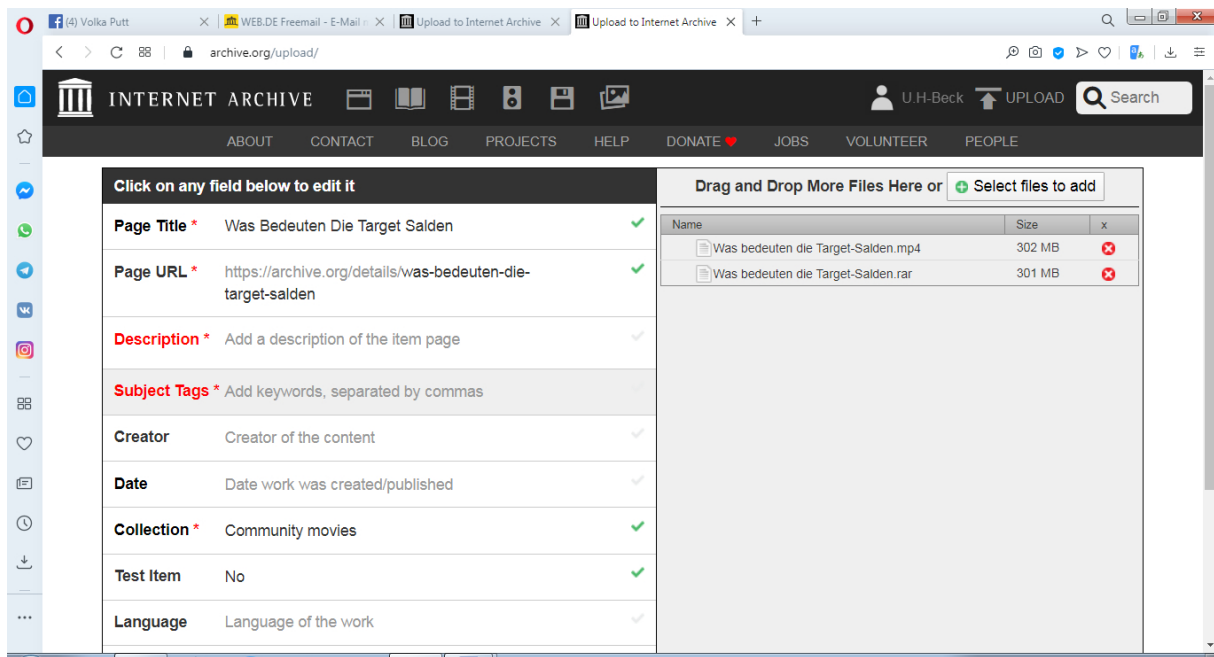 (4) Volka Putt
WEB.DE Freemail - E-Mail
Upload to Internet Archive
Upload to Internet Archive
archive.org/upload/
INTERNET ARCHIVE
U.H-Beck
UPLOAD
Search
ABOUT CONTACT BLOG PROJECTS HELP DONATE JOBS VOLUNTEER PEOPLE
Click on any field below to edit it
Page Title * Was Bedeuten Die Target Salden
Page URL * https://archive.org/details/was-bedeuten-die-
target-salden
Description * Add a description of the item page
Subject Tags * Add keywords, separated by commas
Creator Creator of the content
Date Date work was created/published
Collection * Community movies
Test Item No
Language Language of the work
Drag and Drop More Files Here or Select files to add
Name Size x
Was bedeuten die Target-Salden.mp4 302 MB
Was bedeuten die Target-Salden.rar 301 MB